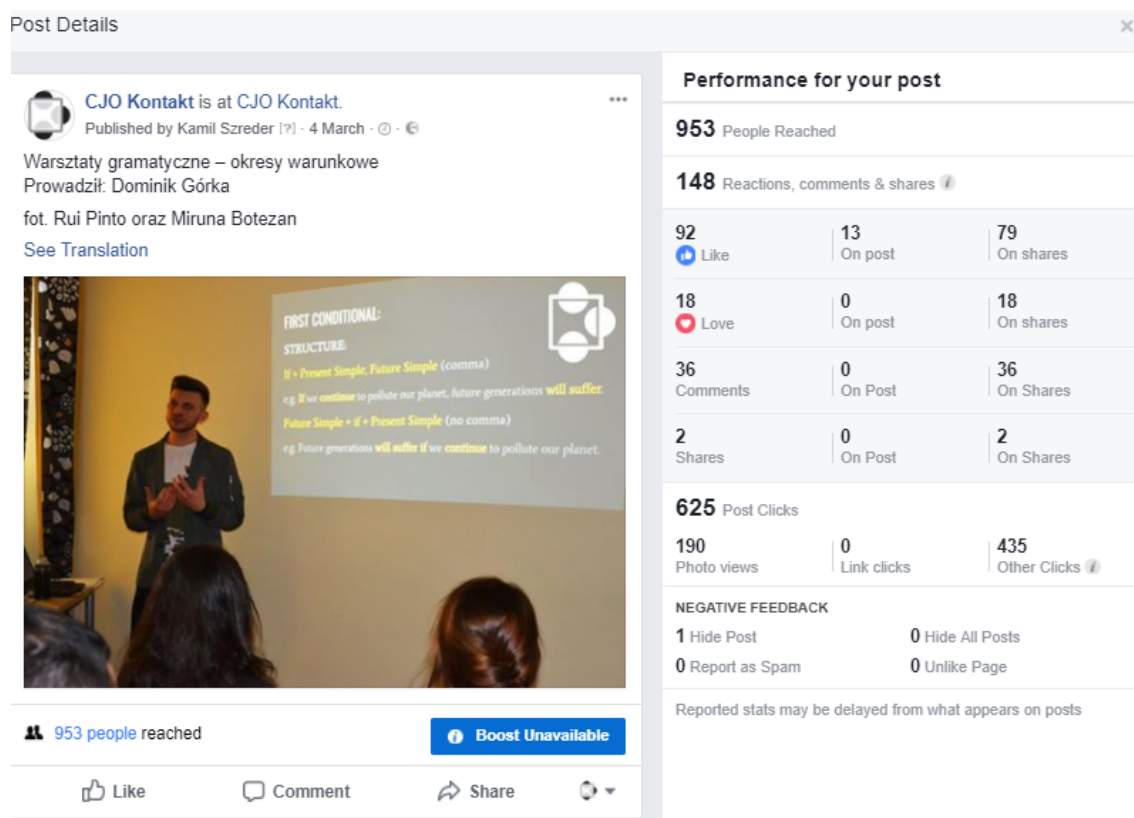 Post Details
CJO Kontakt is at CJO Kontakt.
Published by Kamil Szreder [?] · 4 March ·
Warsztaty gramatyczne – okresy warunkowe
Prowadził: Dominik Górka
fot. Rui Pinto oraz Miruna Botezan
See Translation
FIRST CONDITIONAL:
STRUCTURE:
If + Present Simple, Future Simple (comma)
e.g. If we continue to pollute our planet, future generations will suffer.
Future Simple + if + Present Simple (no comma)
e.g. Future generations will suffer if we continue to pollute our planet.
953 people reached
Boost Unavailable
Like Comment Share
Performance for your post
953 People Reached
148 Reactions, comments & shares
92 13 79
Like On post On shares
18 0 18
Love On post On shares
36 0 36
Comments On Post On Shares
2 0 2
Shares On Post On Shares
625 Post Clicks
190 0 435
Photo views Link clicks Other Clicks
NEGATIVE FEEDBACK
1 Hide Post 0 Hide All Posts
0 Report as Spam 0 Unlike Page
Reported stats may be delayed from what appears on posts